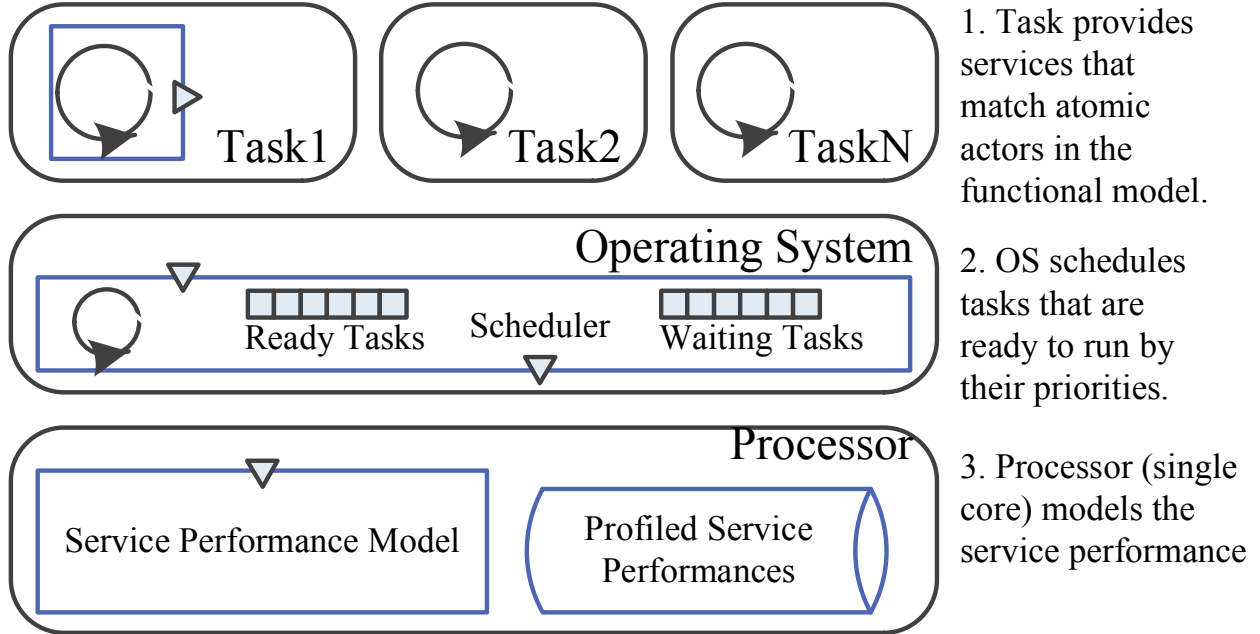 Task1
Task2
TaskN
1. Task provides
services that
match atomic
actors in the
functional model.
Operating System
Ready Tasks
Scheduler
Waiting Tasks
2. OS schedules
tasks that are
ready to run by
their priorities.
Processor
Service Performance Model
Profiled Service
Performances
3. Processor (single
core) models the
service performance